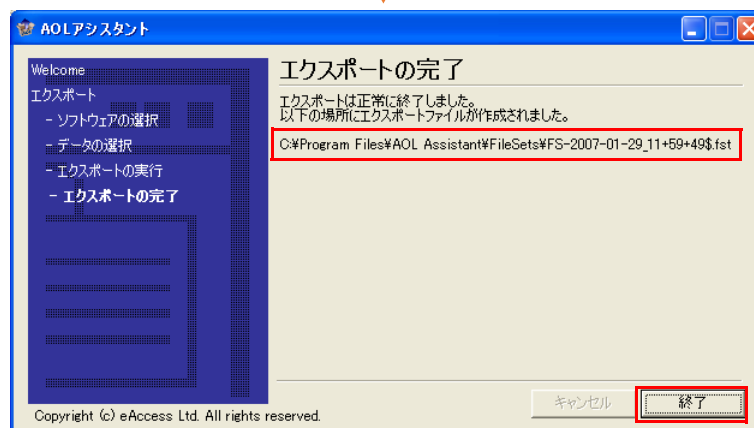 AOLアシスタント
Welcome
エクスポート
- ソフトウェアの選択
- データの選択
- エクスポートの実行
- エクスポートの完了
エクスポートの完了
エクスポートは正常に終了しました。
以下の場所にエクスポートファイルが作成されました。
C:¥Program Files¥AOL Assistant¥FileSets¥FS-2007-01-29_11+59+49$.fst
キャンセル
終了
Copyright (c) eAccess Ltd. All rights reserved.